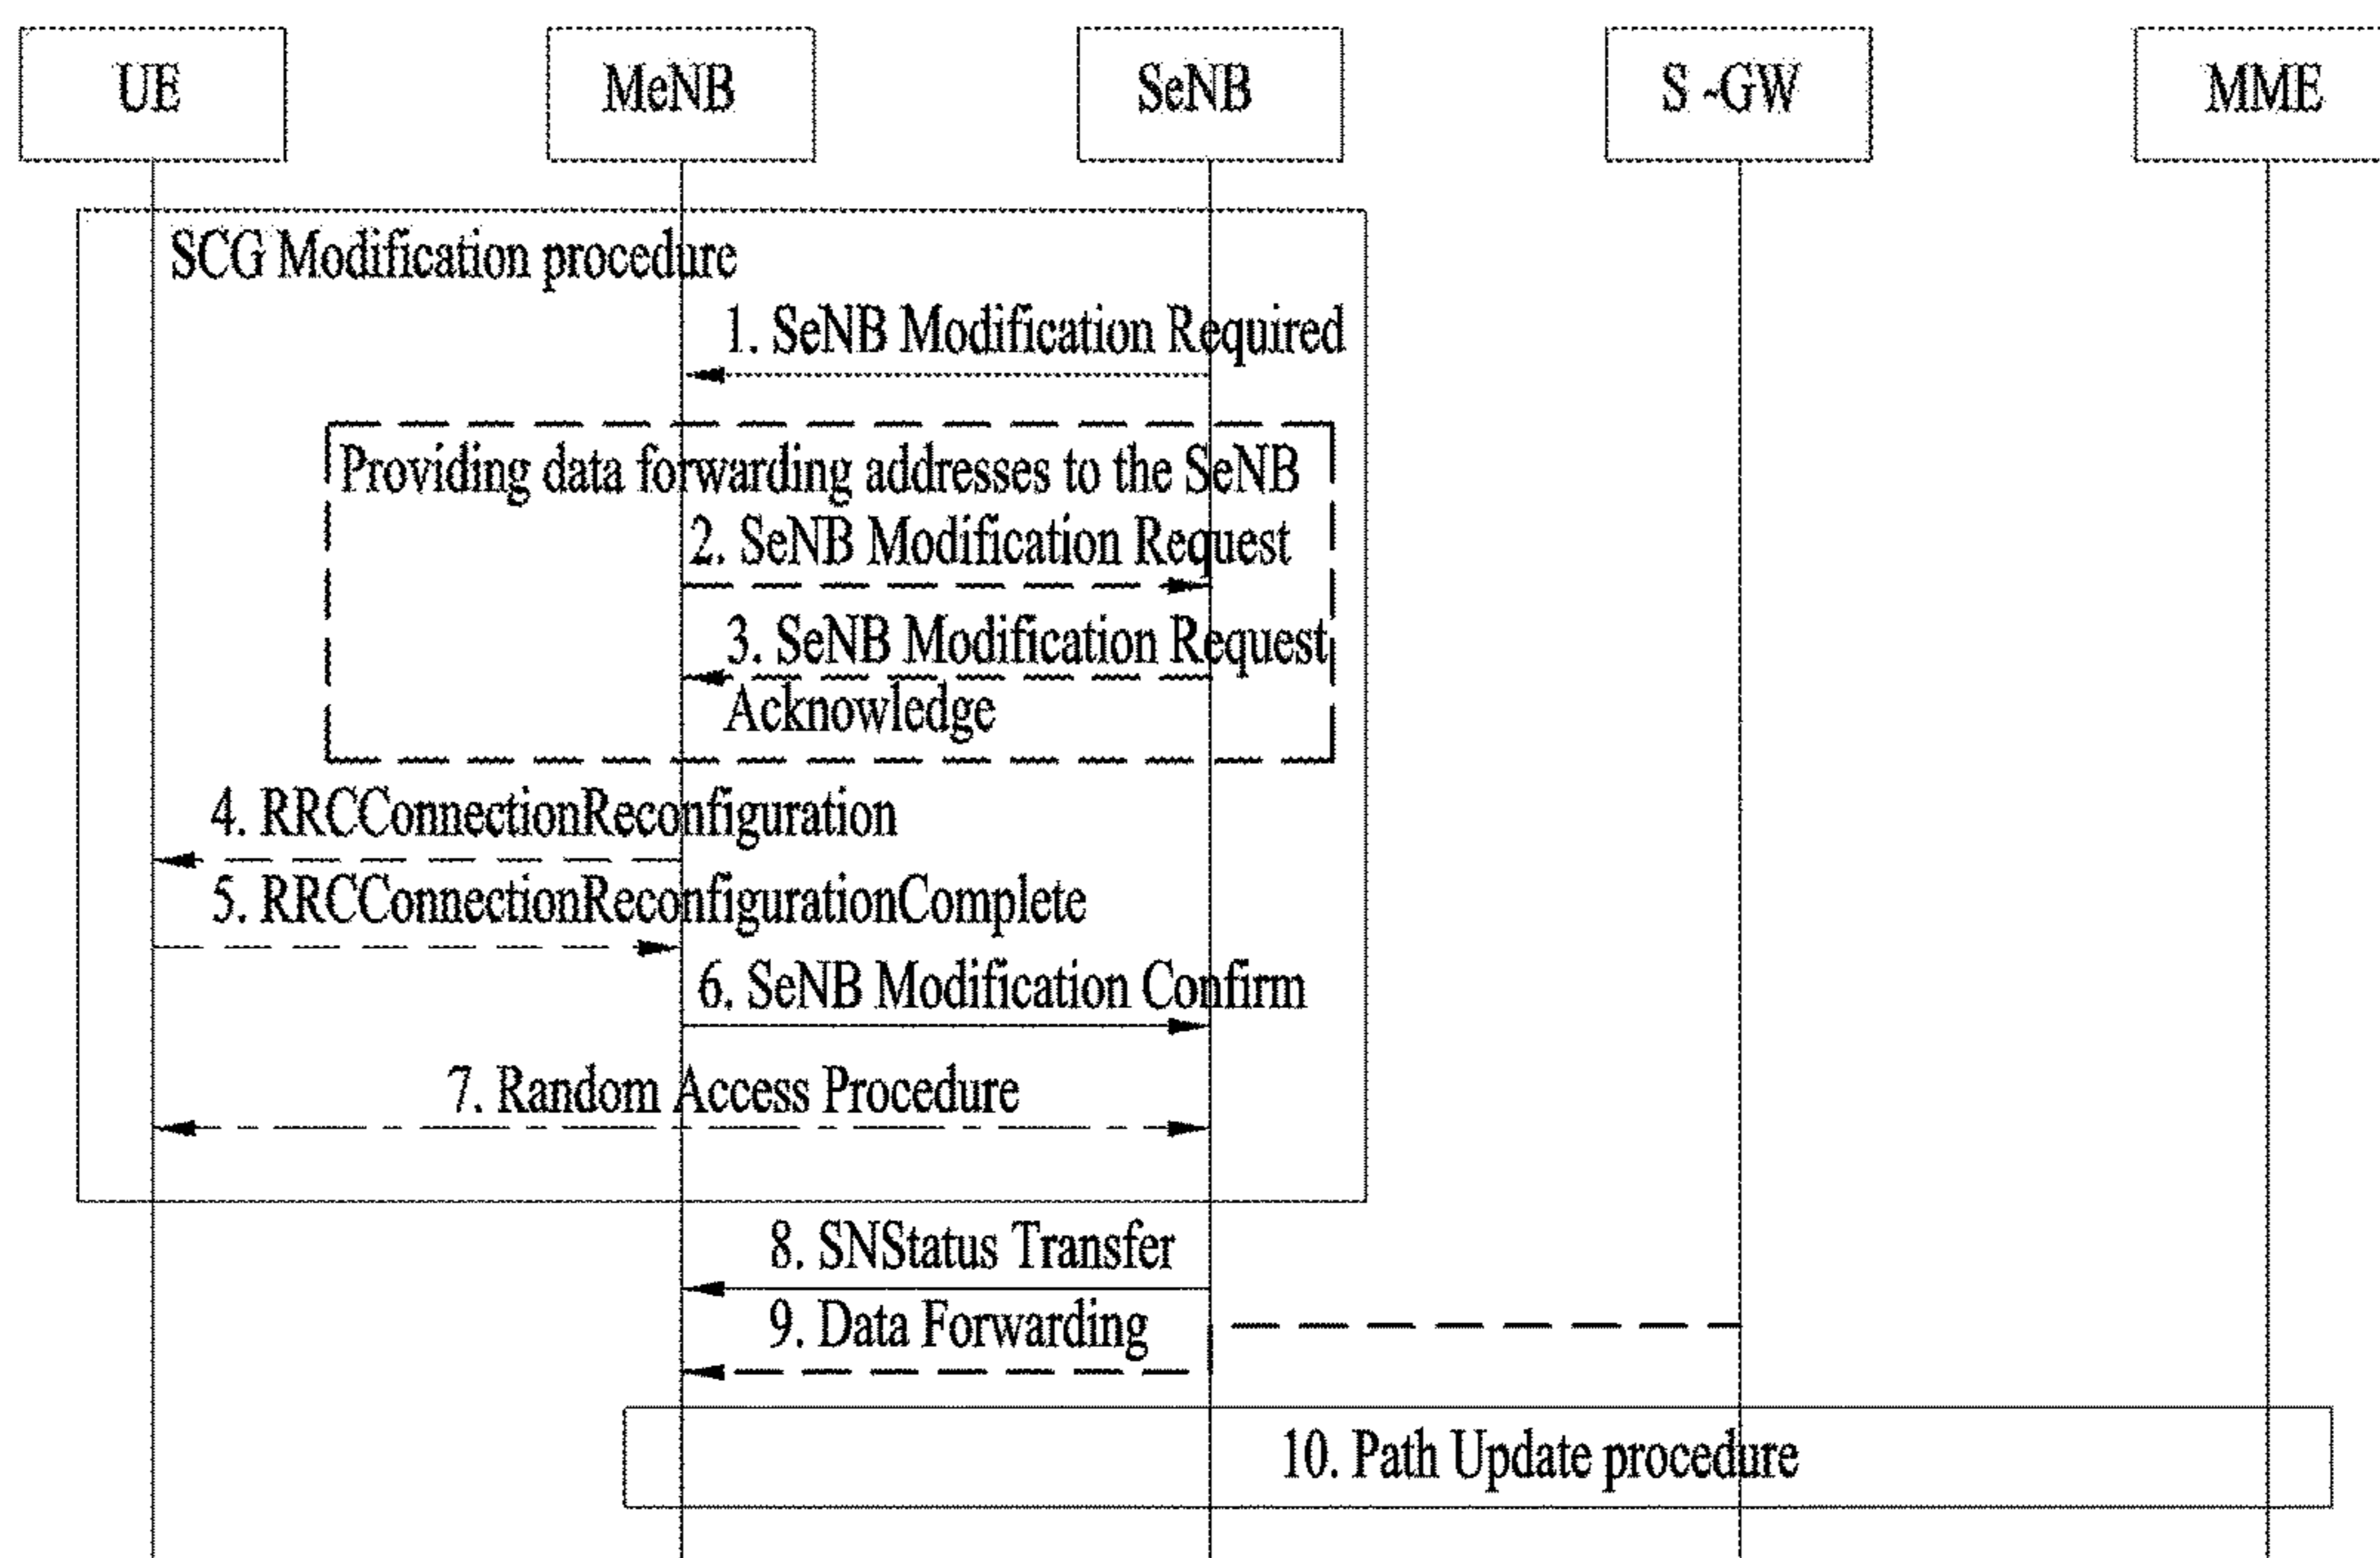 UE
MeNB
SeNB
S ~GW
MME
SCG Modification procedure
1. SeNB Modification Required
Providing data forwarding addresses to the SeNB
2. SeNB Modification Request
3. SeNB Modification Request
Acknowledge
4. RRCConnectionReconfiguration
5. RRCConnectionReconfigurationComplete
6. SeNB Modification Confirm
7. Random Access Procedure
8. SNStatus Transfer
9. Data Forwarding
10. Path Update procedure